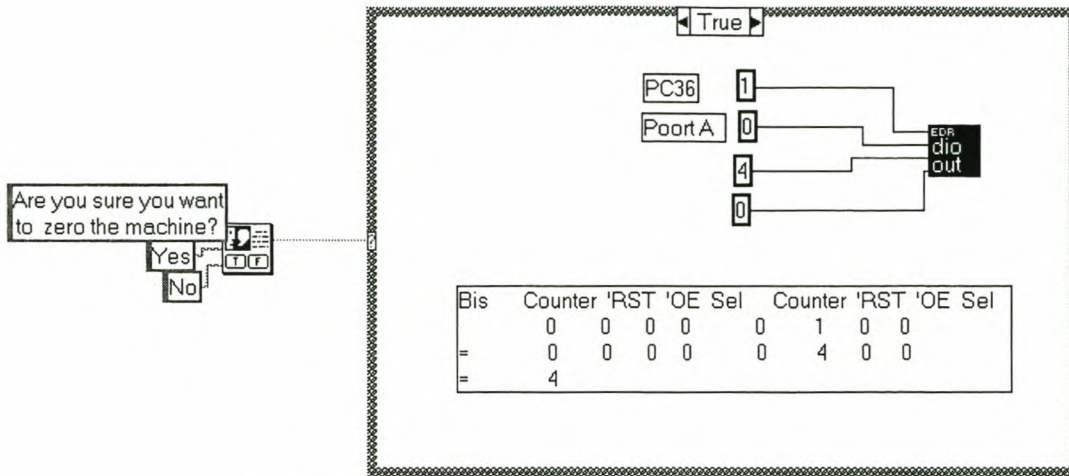 True
PC36
1
Poort A
0
4
0
EDR
dio
out
Are you sure you want
to zero the machine?
Yes
No
T F
?
Bis Counter 'RST 'OE Sel Counter 'RST 'OE Sel
0 0 0 0 0 1 0 0
= 0 0 0 0 0 4 0 0
= 4